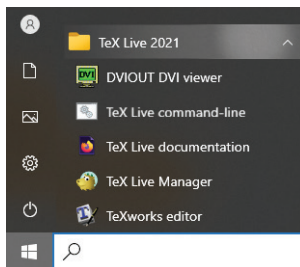 TeX Live 2021
DVI
DVIOUT DVI viewer
TeX Live command-line
TeX Live documentation
TeX Live Manager
TeXworks editor